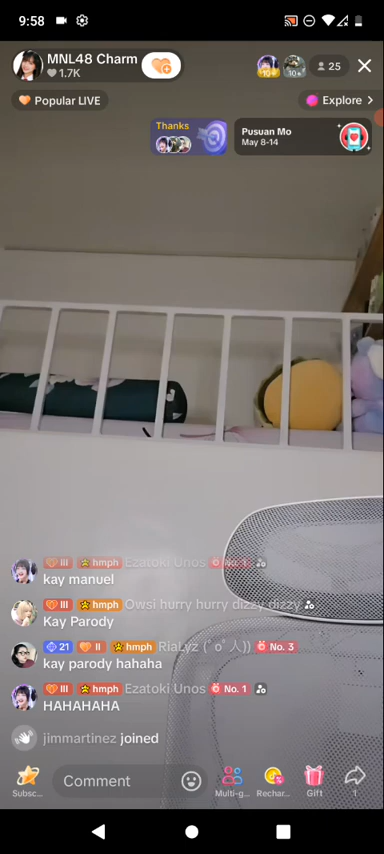 9:58
MNL48 Charm
1.7K
10
10+
25
Popular LIVE
Explore
Thanks
Pusuan Mo
May 8-14
III hmph Ezatoki Unos No. 1
kay manuel
III hmph Owsi hurry hurry dizzy dizzy
Kay Parody
21 II hmph RiaLyz (ﾟoﾟ人)) No. 3
kay parody hahaha
III hmph Ezatoki Unos No. 1
HAHAHAHA
jimmartinez joined
Comment
Subsc... Multi-g... Rechar... Gift 1